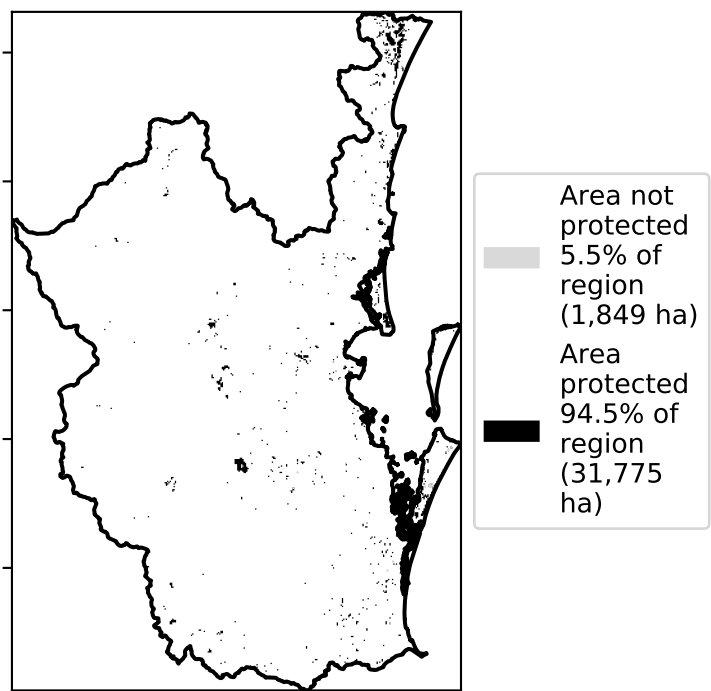 Area not
protected
5.5% of
region
(1,849 ha)
Area
protected
94.5% of
region
(31,775
ha)